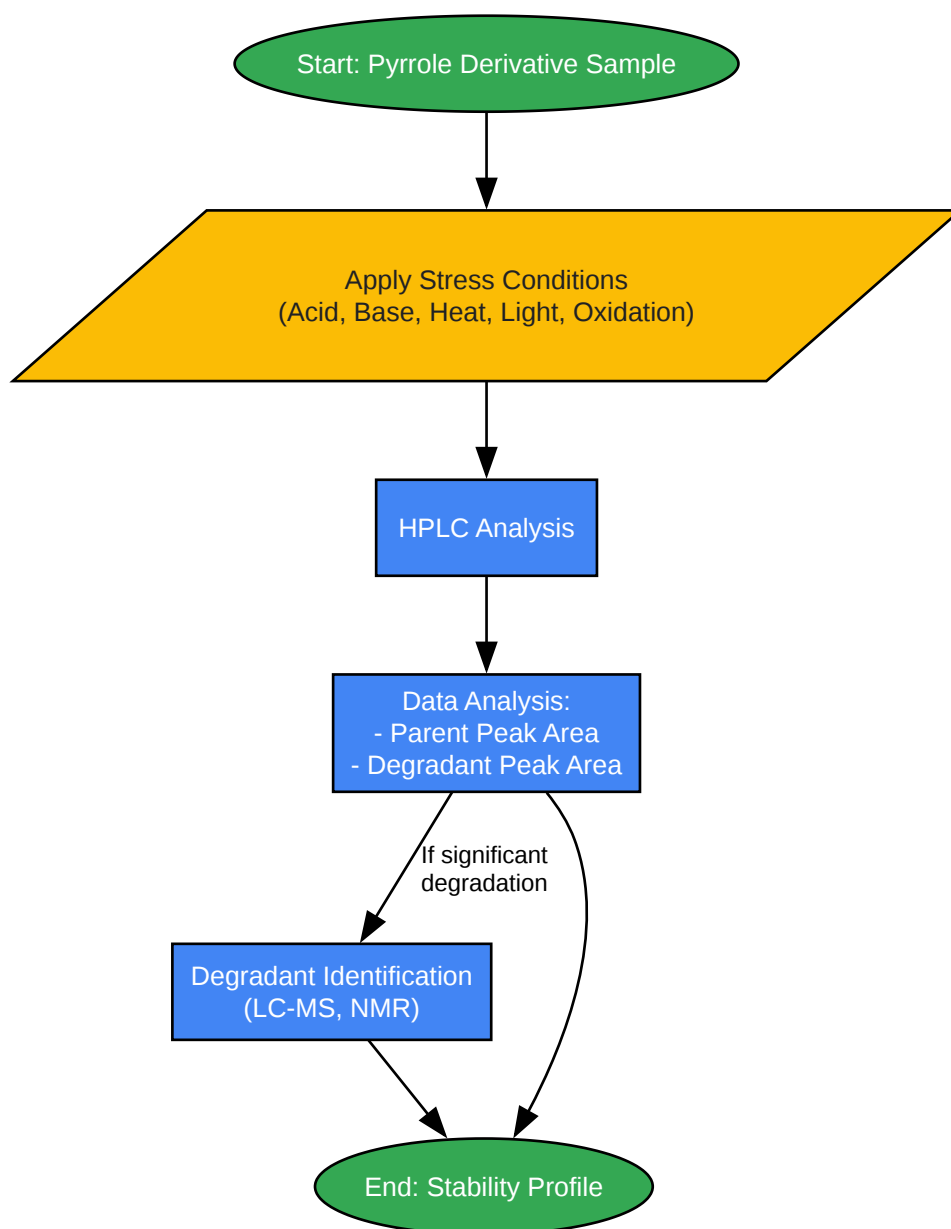 Start: Pyrrole Derivative Sample
Apply Stress Conditions
(Acid, Base, Heat, Light, Oxidation)
HPLC Analysis
Data Analysis:
- Parent Peak Area
- Degradant Peak Area
If significant
degradation
Degradant Identification
(LC-MS, NMR)
End: Stability Profile